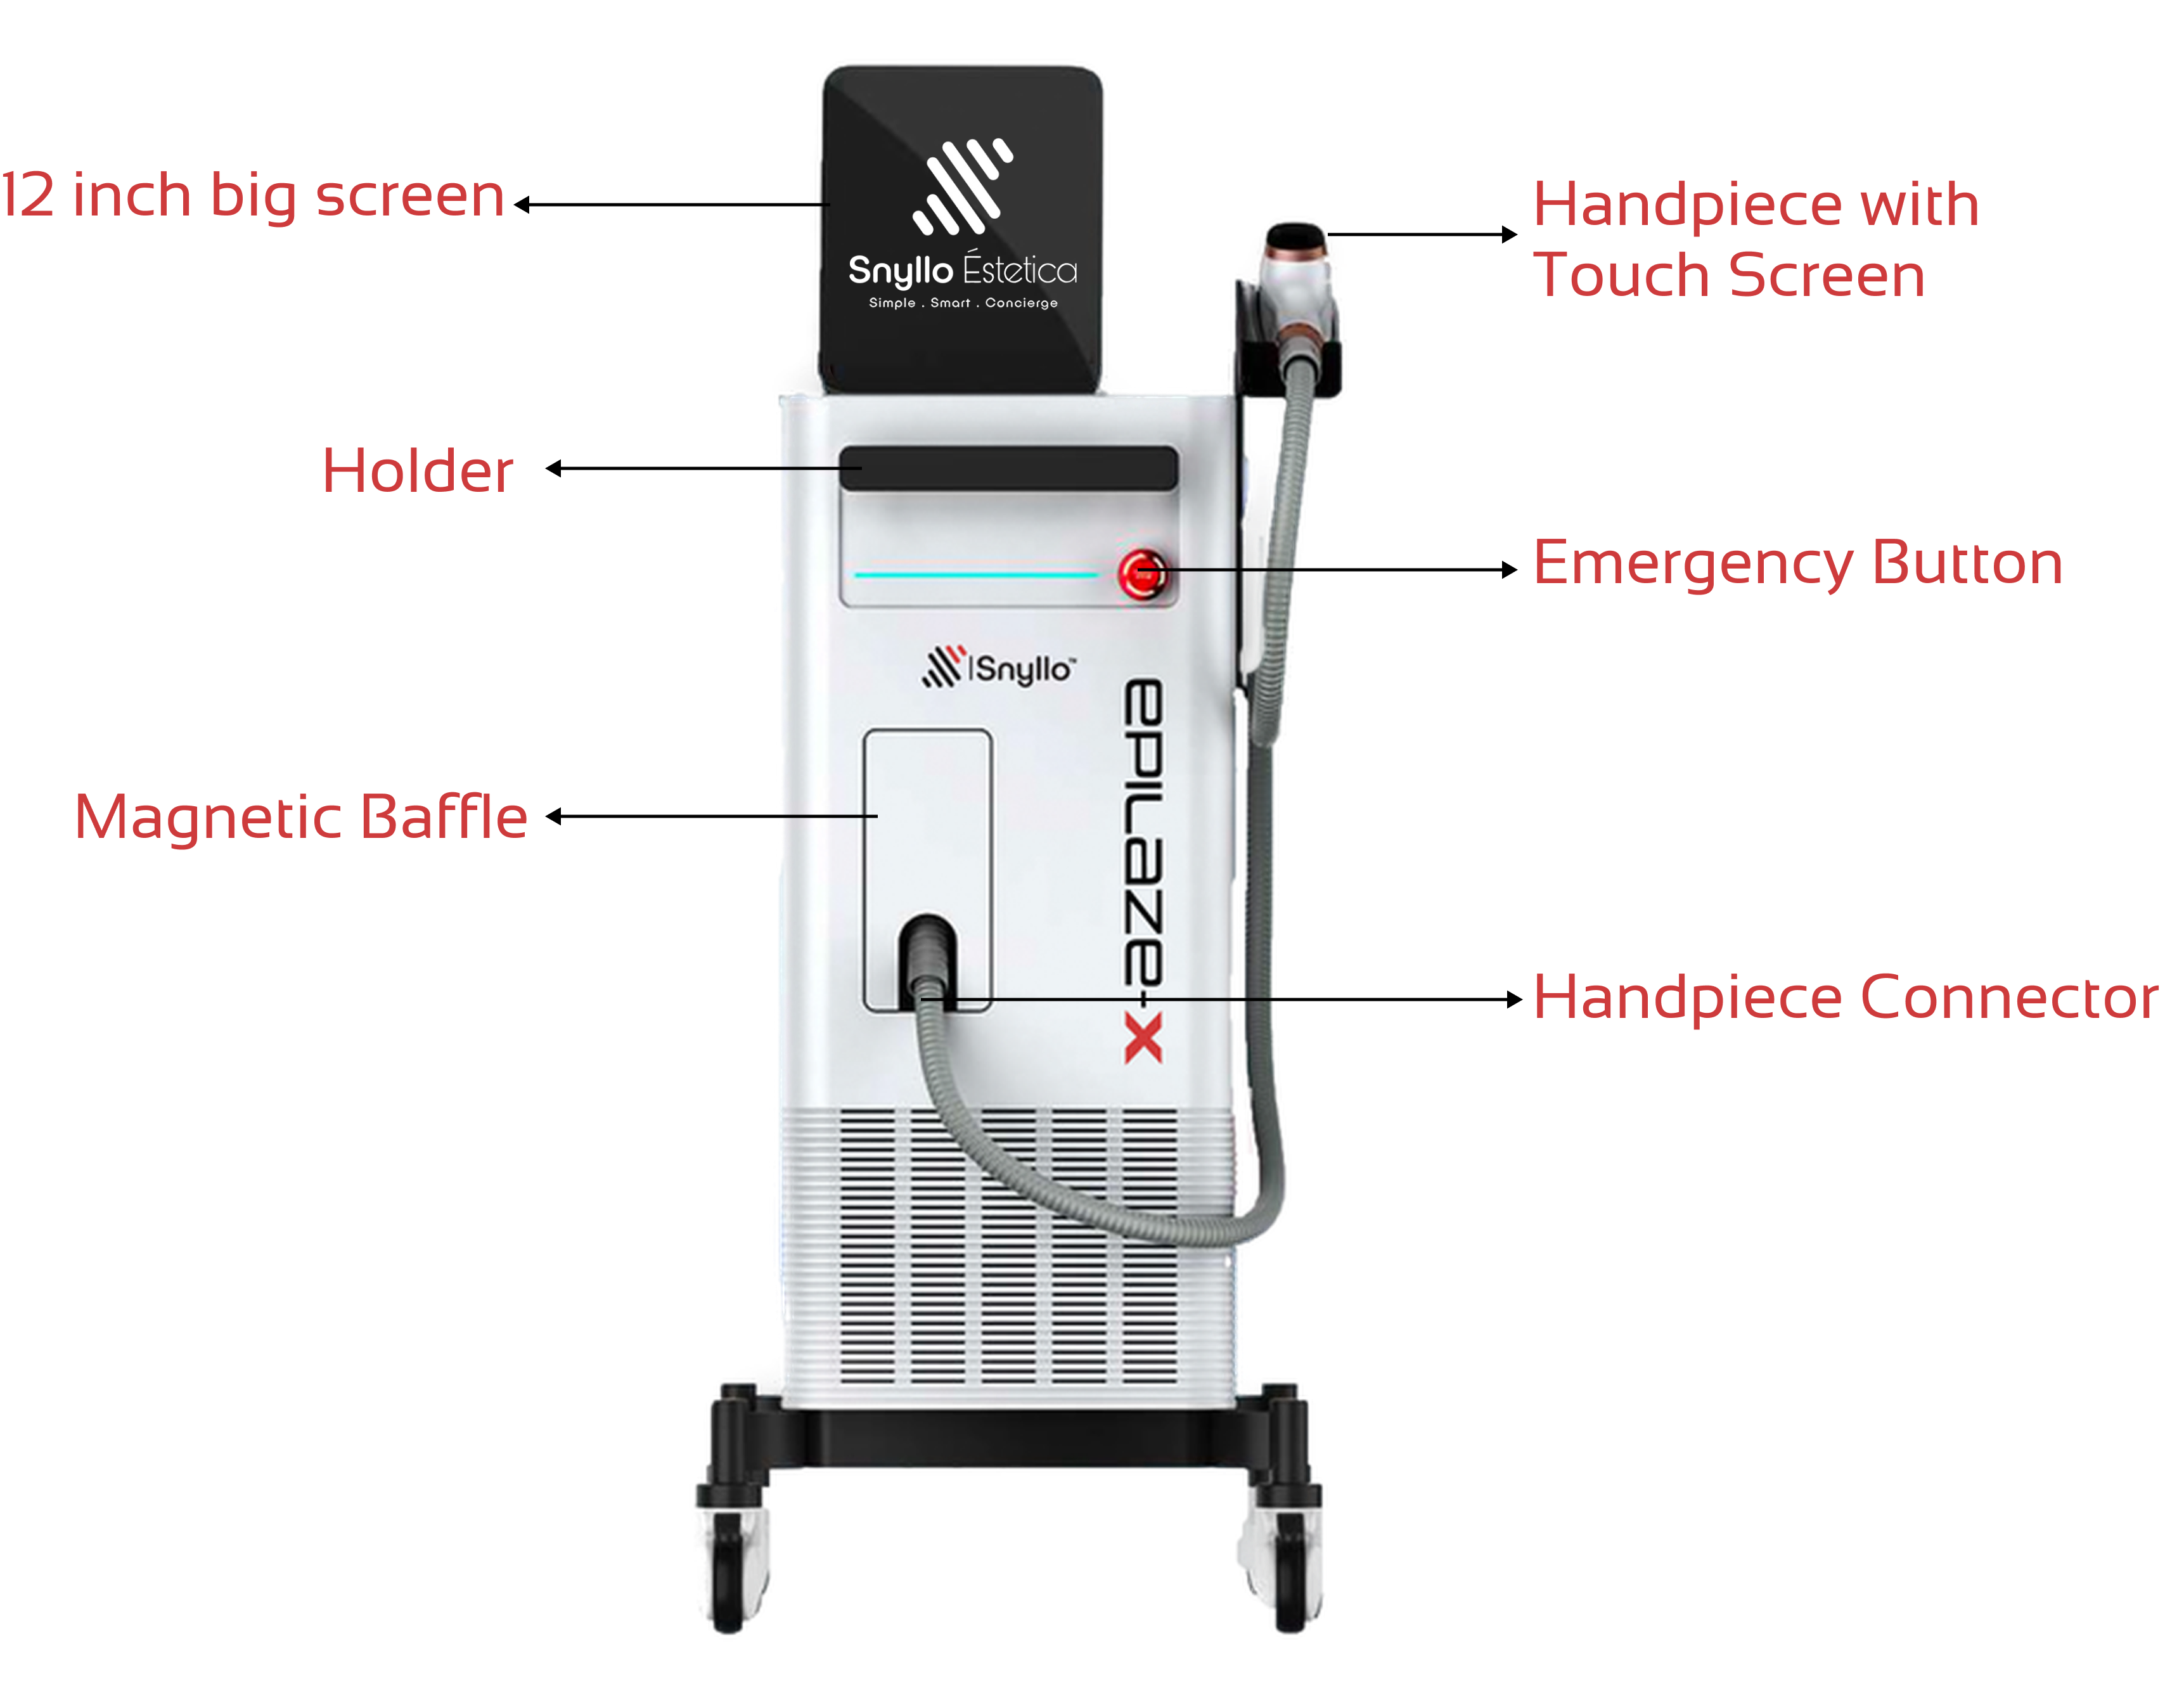 12 inch big screen
Snyllo Éstetica
Simple . Smart . Concierge
Handpiece with
Touch Screen
Holder
Emergency Button
Snyllo™
EPILAZE-X
Magnetic Baffle
Handpiece Connector